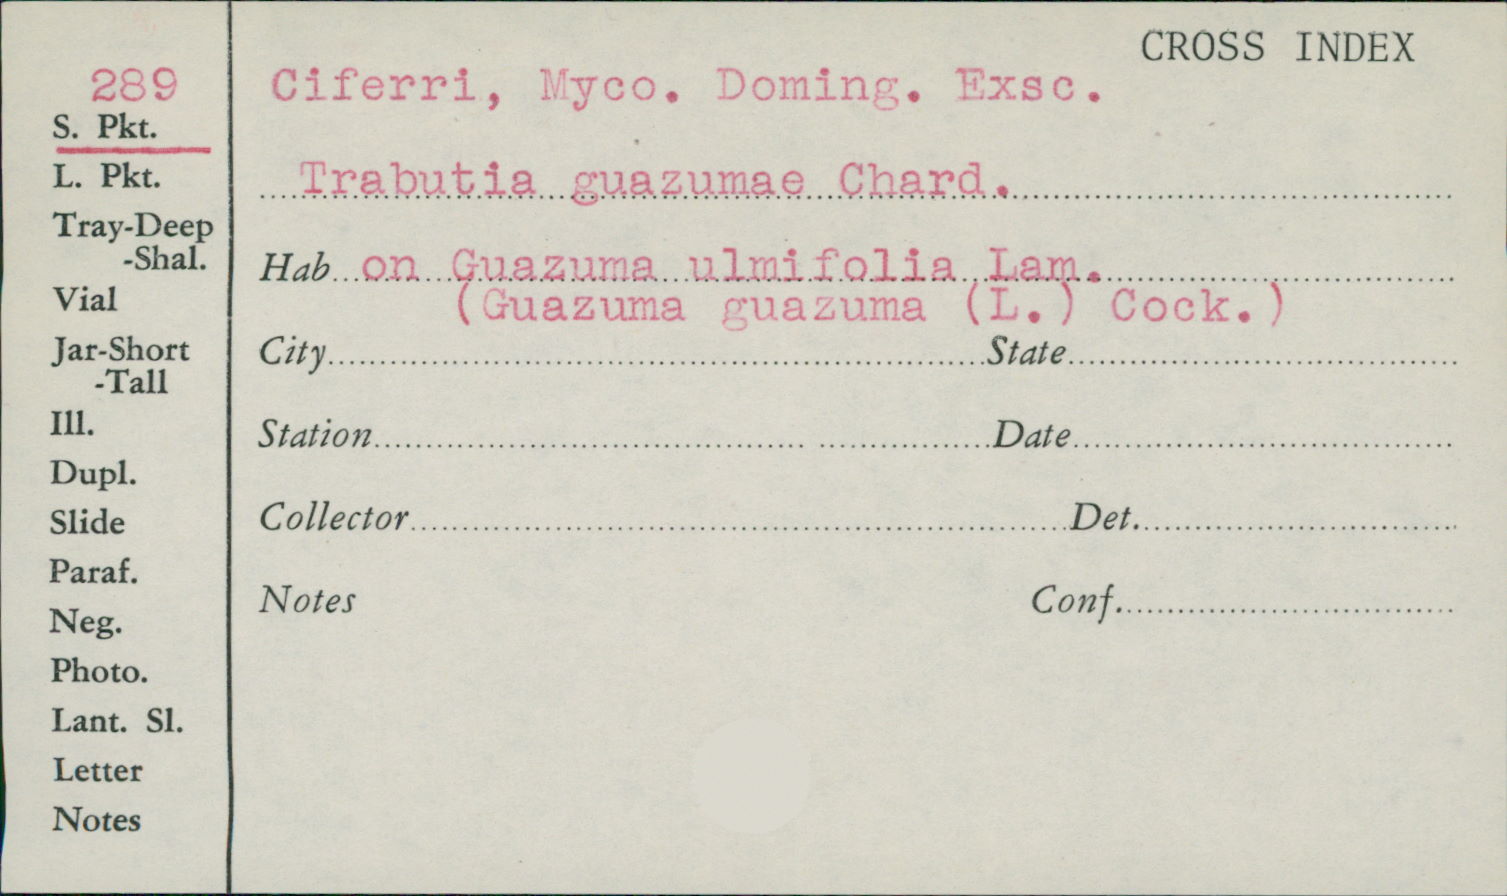 CROSS INDEX
289
Ciferri, Myco. Doming. Exsc.
S. Pkt.
L. Pkt.
Trabutia guazumae Chard.
Tray-Deep
-Shal.
Hab. on Guazuma ulmifolia Lam.
Vial
(Guazuma guazuma (L.) Cock.)
Jar-Short
-Tall
City
State
Ill.
Station
Date
Dupl.
Slide
Collector
Det.
Paraf.
Neg.
Notes
Conf.
Photo.
Lant. Sl.
Letter
Notes